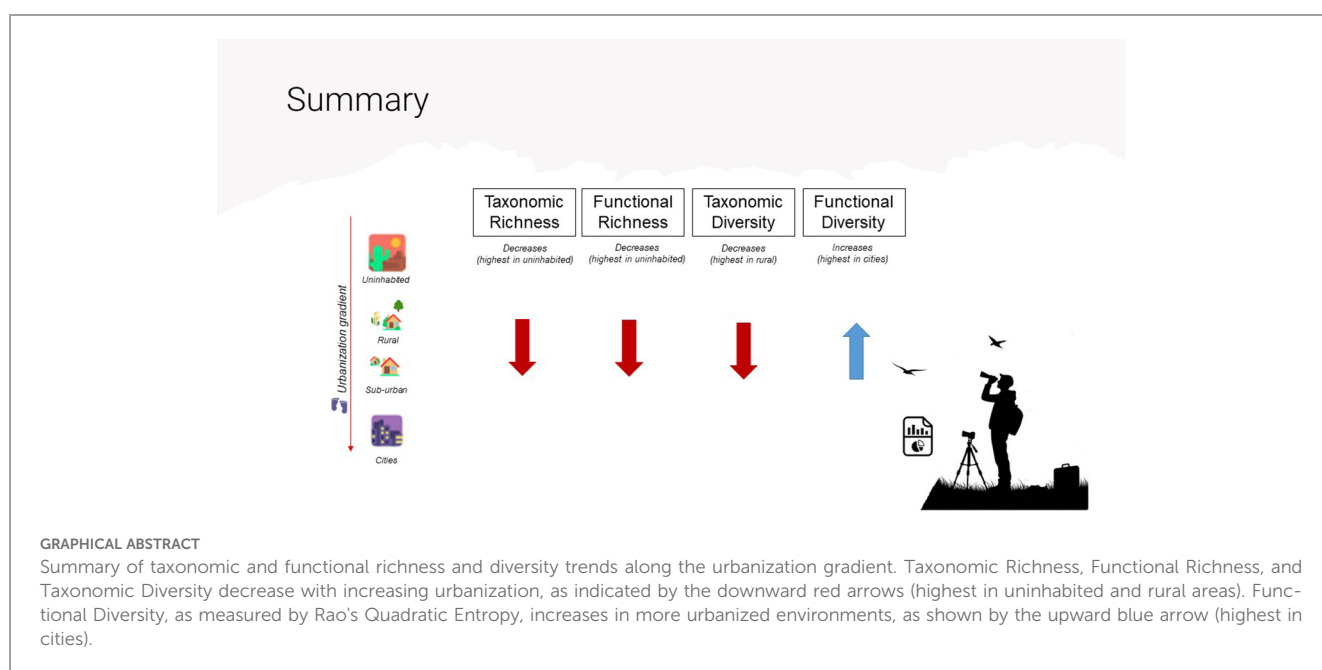 Summary
Taxonomic
Richness
Functional
Richness
Taxonomic
Diversity
Functional
Diversity
Decreases
(highest in uninhabited)
Decreases
(highest in uninhabited)
Decreases
(highest in rural)
Increases
(highest in cities)
Urbanization gradient
Uninhabited
Rural
Sub-urban
Cities
GRAPHICAL ABSTRACT
Summary of taxonomic and functional richness and diversity trends along the urbanization gradient. Taxonomic Richness, Functional Richness, and
Taxonomic Diversity decrease with increasing urbanization, as indicated by the downward red arrows (highest in uninhabited and rural areas). Func-
tional Diversity, as measured by Rao's Quadratic Entropy, increases in more urbanized environments, as shown by the upward blue arrow (highest in
cities).